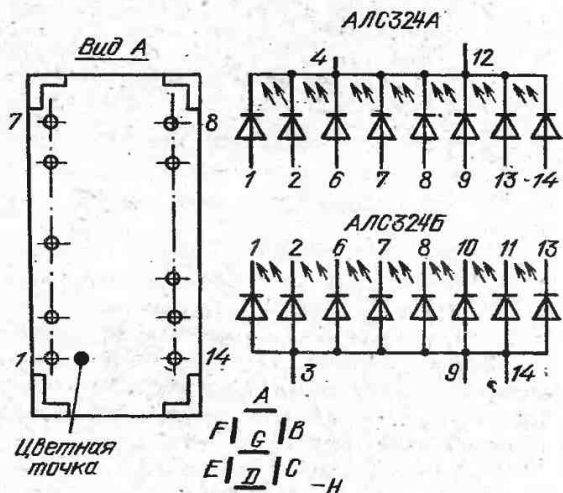 АЛС324А
Вид А
4 12
7 8
1 2 6 7 8 9 13 14
АЛС324Б
1 2 6 7 8 10 11 13
3 9 14
1 14
Цветная
точка
A
F G B
E D C
-H